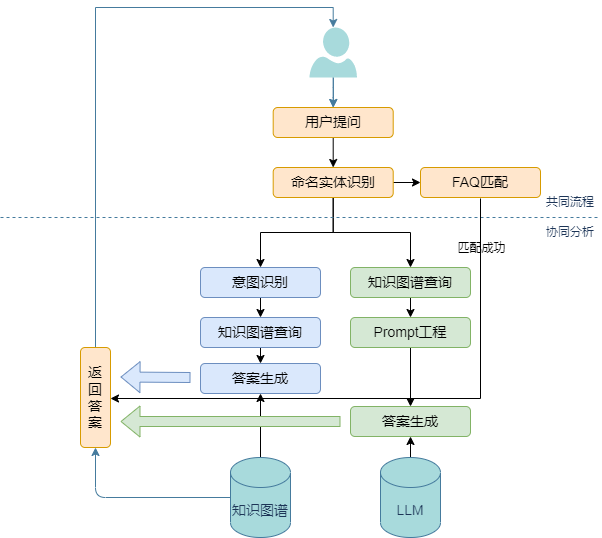 用户提问
命名实体识别
FAQ匹配
共同流程
协同分析
匹配成功
意图识别
知识图谱查询
知识图谱查询
Prompt工程
答案生成
返
回
答
案
答案生成
知识图谱
LLM